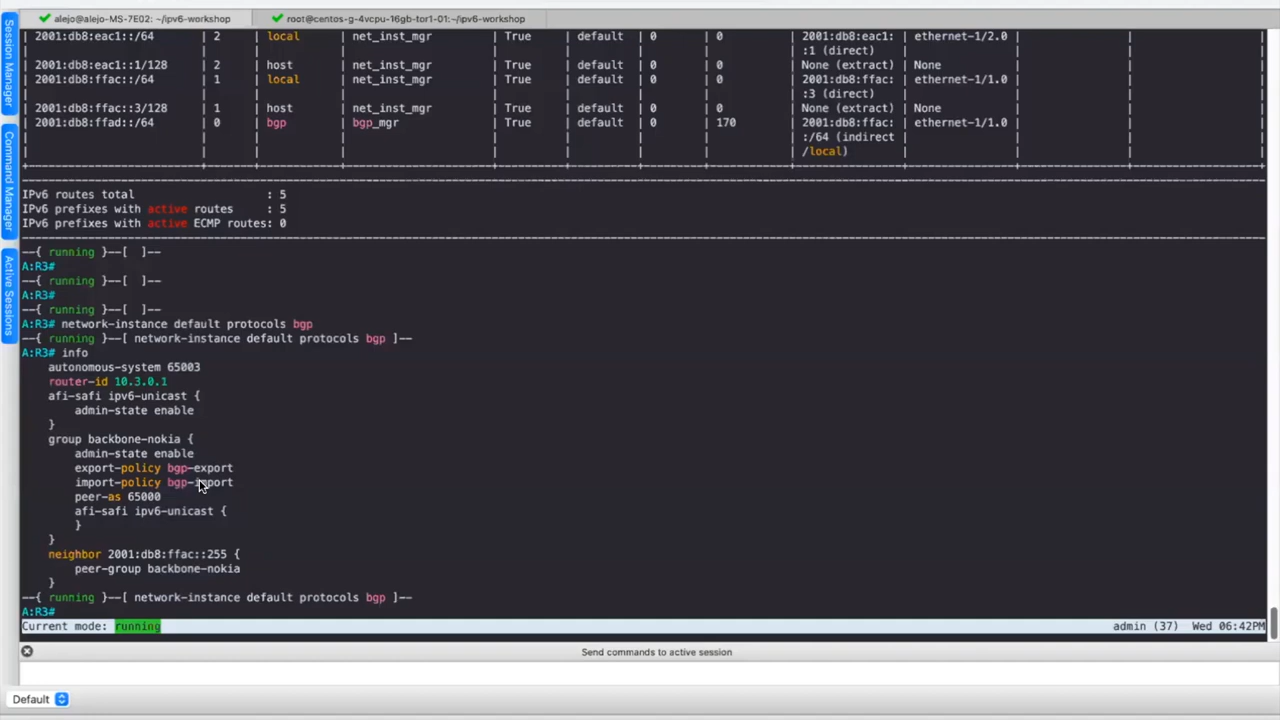 alejo@alejo-MS-7E02: ~/ipv6-workshop
root@centos-g-4vcpu-16gb-tor1-01:~/ipv6-workshop
Session Manager
Command Manager
Active Sessions
| 2001:db8:eac1::/64 | 2 | local | net_inst_mgr | True | default | 0 | 0 | 2001:db8:eac1: | ethernet-1/2.0 |
:1 (direct)
| 2001:db8:eac1::1/128 | 2 | host | net_inst_mgr | True | default | 0 | 0 | None (extract) | None
| 2001:db8:ffac::/64 | 1 | local | net_inst_mgr | True | default | 0 | 0 | 2001:db8:ffac: | ethernet-1/1.0
:3 (direct)
| 2001:db8:ffac::3/128 | 1 | host | net_inst_mgr | True | default | 0 | 0 | None (extract) | None
| 2001:db8:ffad::/64 | 0 | bgp | bgp_mgr | True | default | 0 | 170 | 2001:db8:ffac: | ethernet-1/1.0
:/64 (indirect
/local)
IPv6 routes total : 5
IPv6 prefixes with active routes : 5
IPv6 prefixes with active ECMP routes: 0
--{ running }--[ ]--
A:R3#
--{ running }--[ ]--
A:R3#
--{ running }--[ ]--
A:R3# network-instance default protocols bgp
--{ running }--[ network-instance default protocols bgp ]--
A:R3# info
autonomous-system 65003
router-id 10.3.0.1
afi-safi ipv6-unicast {
admin-state enable
}
group backbone-nokia {
admin-state enable
export-policy bgp-export
import-policy bgp-import
peer-as 65000
afi-safi ipv6-unicast {
}
}
neighbor 2001:db8:ffac::255 {
peer-group backbone-nokia
}
--{ running }--[ network-instance default protocols bgp ]--
A:R3#
Current mode: running admin (37) Wed 06:42PM
Send commands to active session
Default